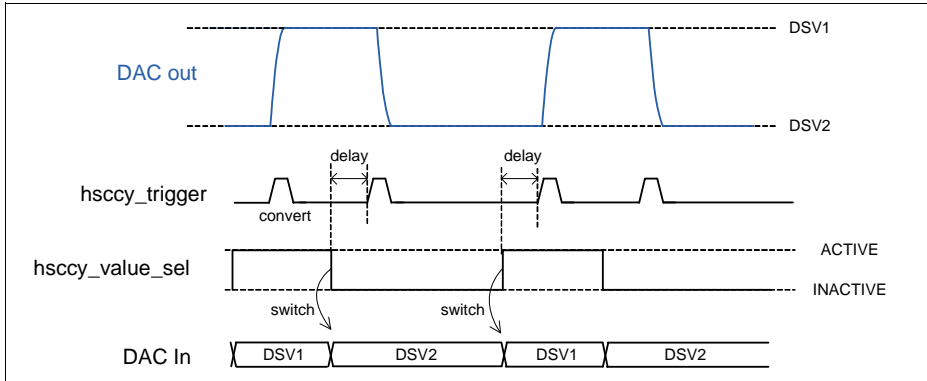 DSV1
DAC out
DSV2
delay delay
hsccy_trigger
convert
ACTIVE
hsccy_value_sel
INACTIVE
switch switch
DAC In DSV1 DSV2 DSV1 DSV2